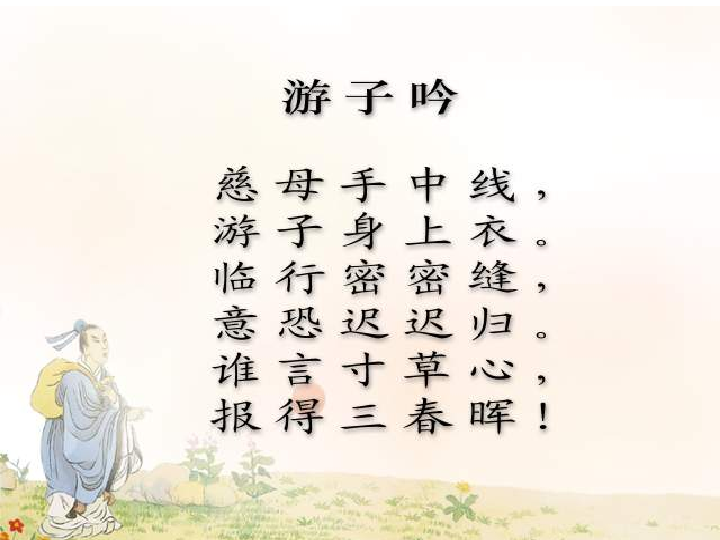 游子吟
慈母手中线，
游子身上衣。
临行密密缝，
意恐迟迟归。
谁言寸草心，
报得三春晖！